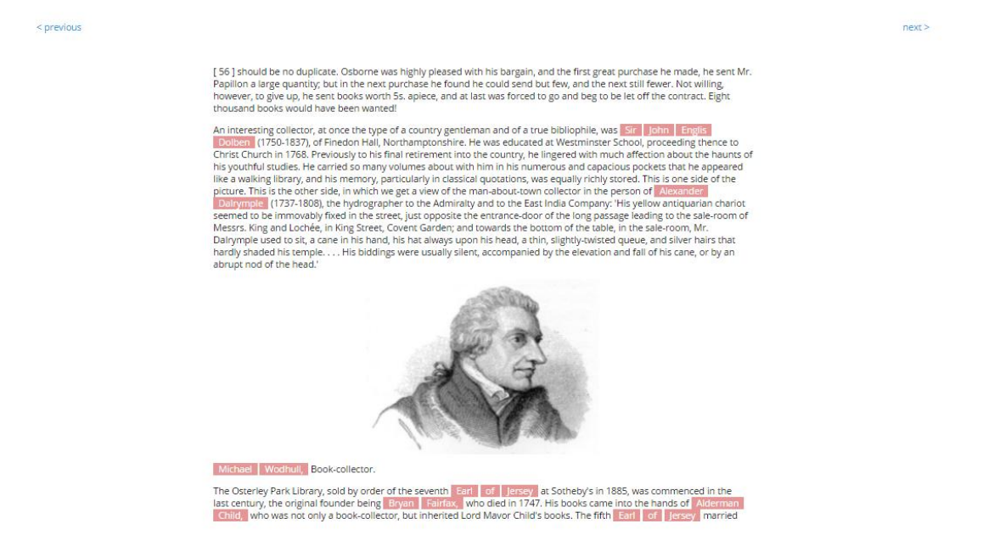 < previous
next >
[ 56 ] should be no duplicate. Osborne was highly pleased with his bargain, and the first great purchase he made, he sent Mr.
Papillon a large quantity; but in the next purchase he found he could send but few, and the next still fewer. Not willing,
however, to give up, he sent books worth 5s. apiece, and at last was forced to go and beg to be let off the contract. Eight
thousand books would have been wanted!
An interesting collector, at once the type of a country gentleman and of a true bibliophile, was Sir John Englis
Dolben (1750-1837), of Finedon Hall, Northamptonshire. He was educated at Westminster School, proceeding thence to
Christ Church in 1768. Previously to his final retirement into the country, he lingered with much affection about the haunts of
his youthful studies. He carried so many volumes about with him in his numerous and capacious pockets that he appeared
like a walking library, and his memory, particularly in classical quotations, was equally richly stored. This is one side of the
picture. This is the other side, in which we get a view of the man-about-town collector in the person of Alexander
Dalrymple (1737-1808), the hydrographer to the Admiralty and to the East India Company: 'His yellow antiquarian chariot
seemed to be immovably fixed in the street, just opposite the entrance-door of the long passage leading to the sale-room of
Messrs. King and Lochée, in King Street, Covent Garden; and towards the bottom of the table, in the sale-room, Mr.
Dalrymple used to sit, a cane in his hand, his hat always upon his head, a thin, slightly-twisted queue, and silver hairs that
hardly shaded his temple. . . . His biddings were usually silent, accompanied by the elevation and fall of his cane, or by an
abrupt nod of the head.'
Michael Wodhull, Book-collector.
The Osterley Park Library, sold by order of the seventh Earl of Jersey at Sotheby's in 1885, was commenced in the
last century, the original founder being Bryan Fairfax, who died in 1747. His books came into the hands of Alderman
Child, who was not only a book-collector, but inherited Lord Mavor Child's books. The fifth Earl of Jersey married